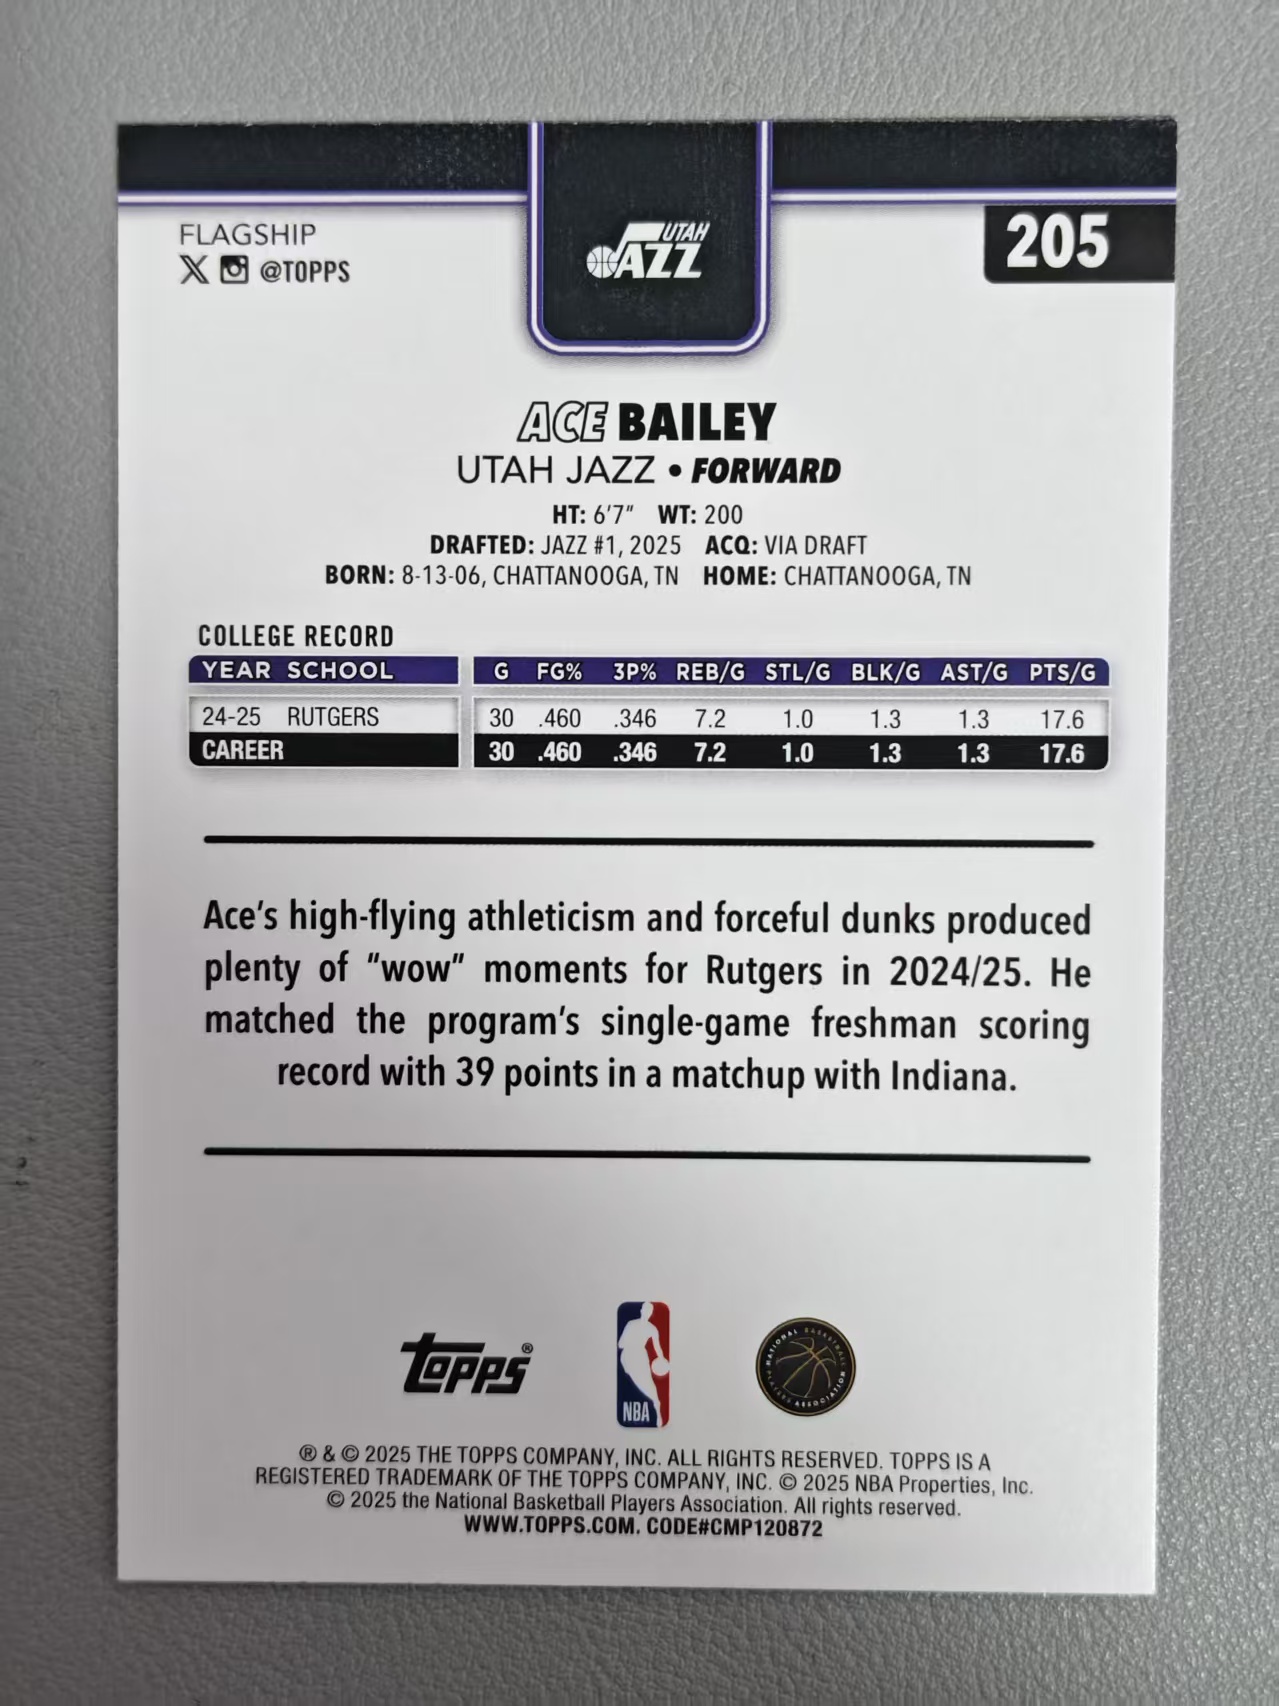 UTAH
JAZZ
FLAGSHIP
@TOPPS
205
ACE BAILEY
UTAH JAZZ • FORWARD
HT: 6'7" WT: 200
DRAFTED: JAZZ #1, 2025 ACQ: VIA DRAFT
BORN: 8-13-06, CHATTANOOGA, TN HOME: CHATTANOOGA, TN
COLLEGE RECORD
YEAR SCHOOL G FG% 3P% REB/G STL/G BLK/G AST/G PTS/G
24-25 RUTGERS 30 .460 .346 7.2 1.0 1.3 1.3 17.6
CAREER 30 .460 .346 7.2 1.0 1.3 1.3 17.6
Ace's high-flying athleticism and forceful dunks produced
plenty of "wow" moments for Rutgers in 2024/25. He
matched the program's single-game freshman scoring
record with 39 points in a matchup with Indiana.
topps®
NBA
NATIONAL BASKETBALL PLAYERS ASSOCIATION
® & © 2025 THE TOPPS COMPANY, INC. ALL RIGHTS RESERVED. TOPPS IS A
REGISTERED TRADEMARK OF THE TOPPS COMPANY, INC. © 2025 NBA Properties, Inc.
© 2025 the National Basketball Players Association. All rights reserved.
WWW.TOPPS.COM. CODE#CMP120872